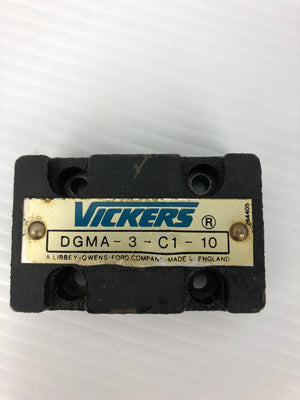 VICKERS ®
DGMA-3-C1-10
A LIBBEY-OWENS-FORD COMPANY-MADE IN ENGLAND